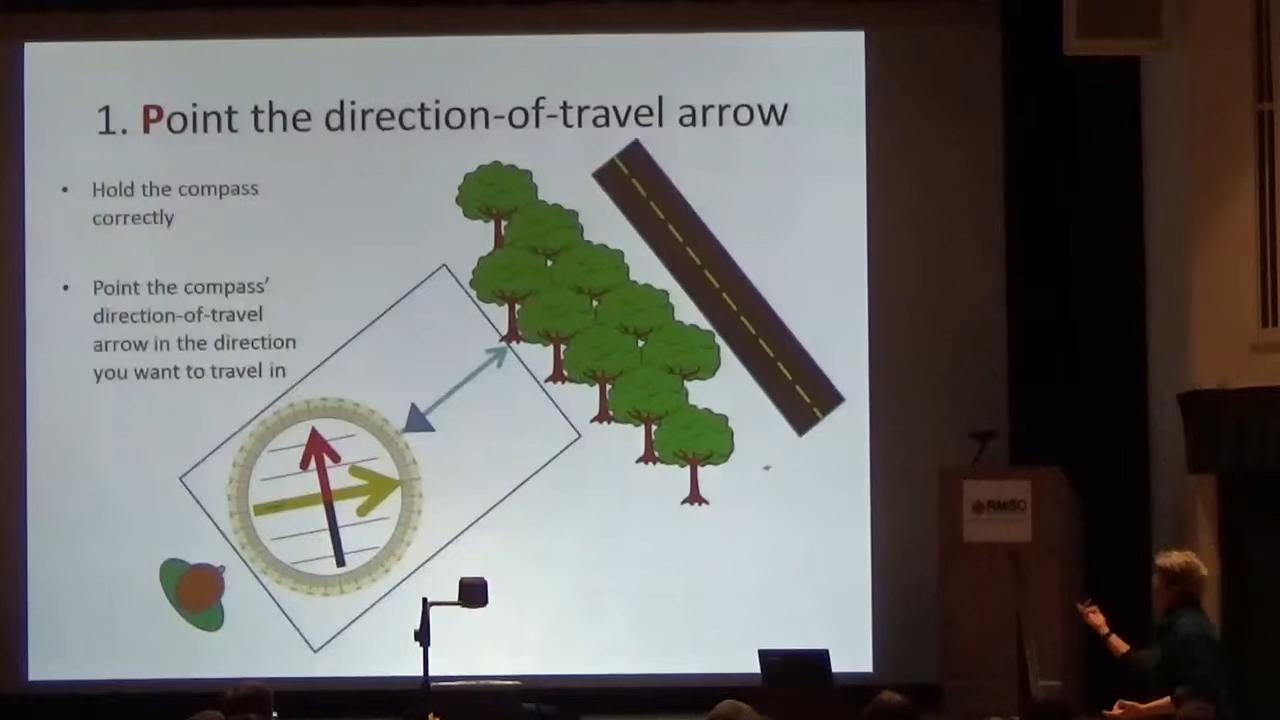 1. Point the direction-of-travel arrow
• Hold the compass
correctly
• Point the compass’
direction-of-travel
arrow in the direction
you want to travel in
RMSC